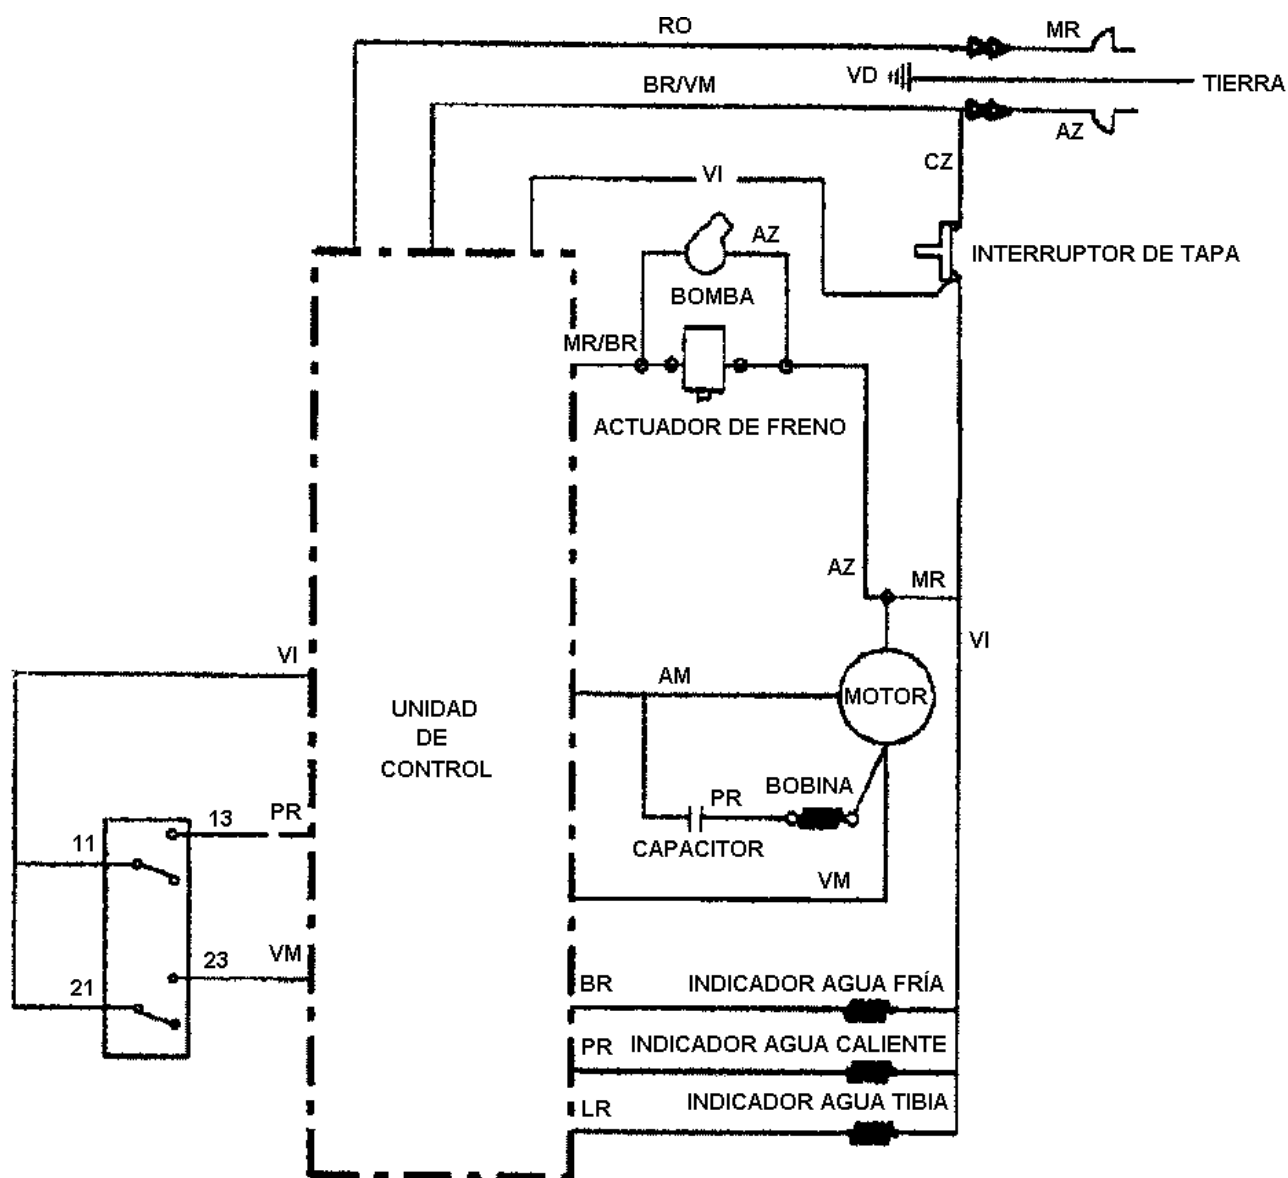 RO
MR
VD
TIERRA
BR/VM
AZ
CZ
VI
AZ
INTERRUPTOR DE TAPA
BOMBA
MR/BR
ACTUADOR DE FRENO
AZ
MR
VI
VI
AM
MOTOR
UNIDAD
DE
CONTROL
BOBINA
PR
PR
13
11
CAPACITOR
VM
23
VM
21
BR
INDICADOR AGUA FRÍA
PR
INDICADOR AGUA CALIENTE
LR
INDICADOR AGUA TIBIA